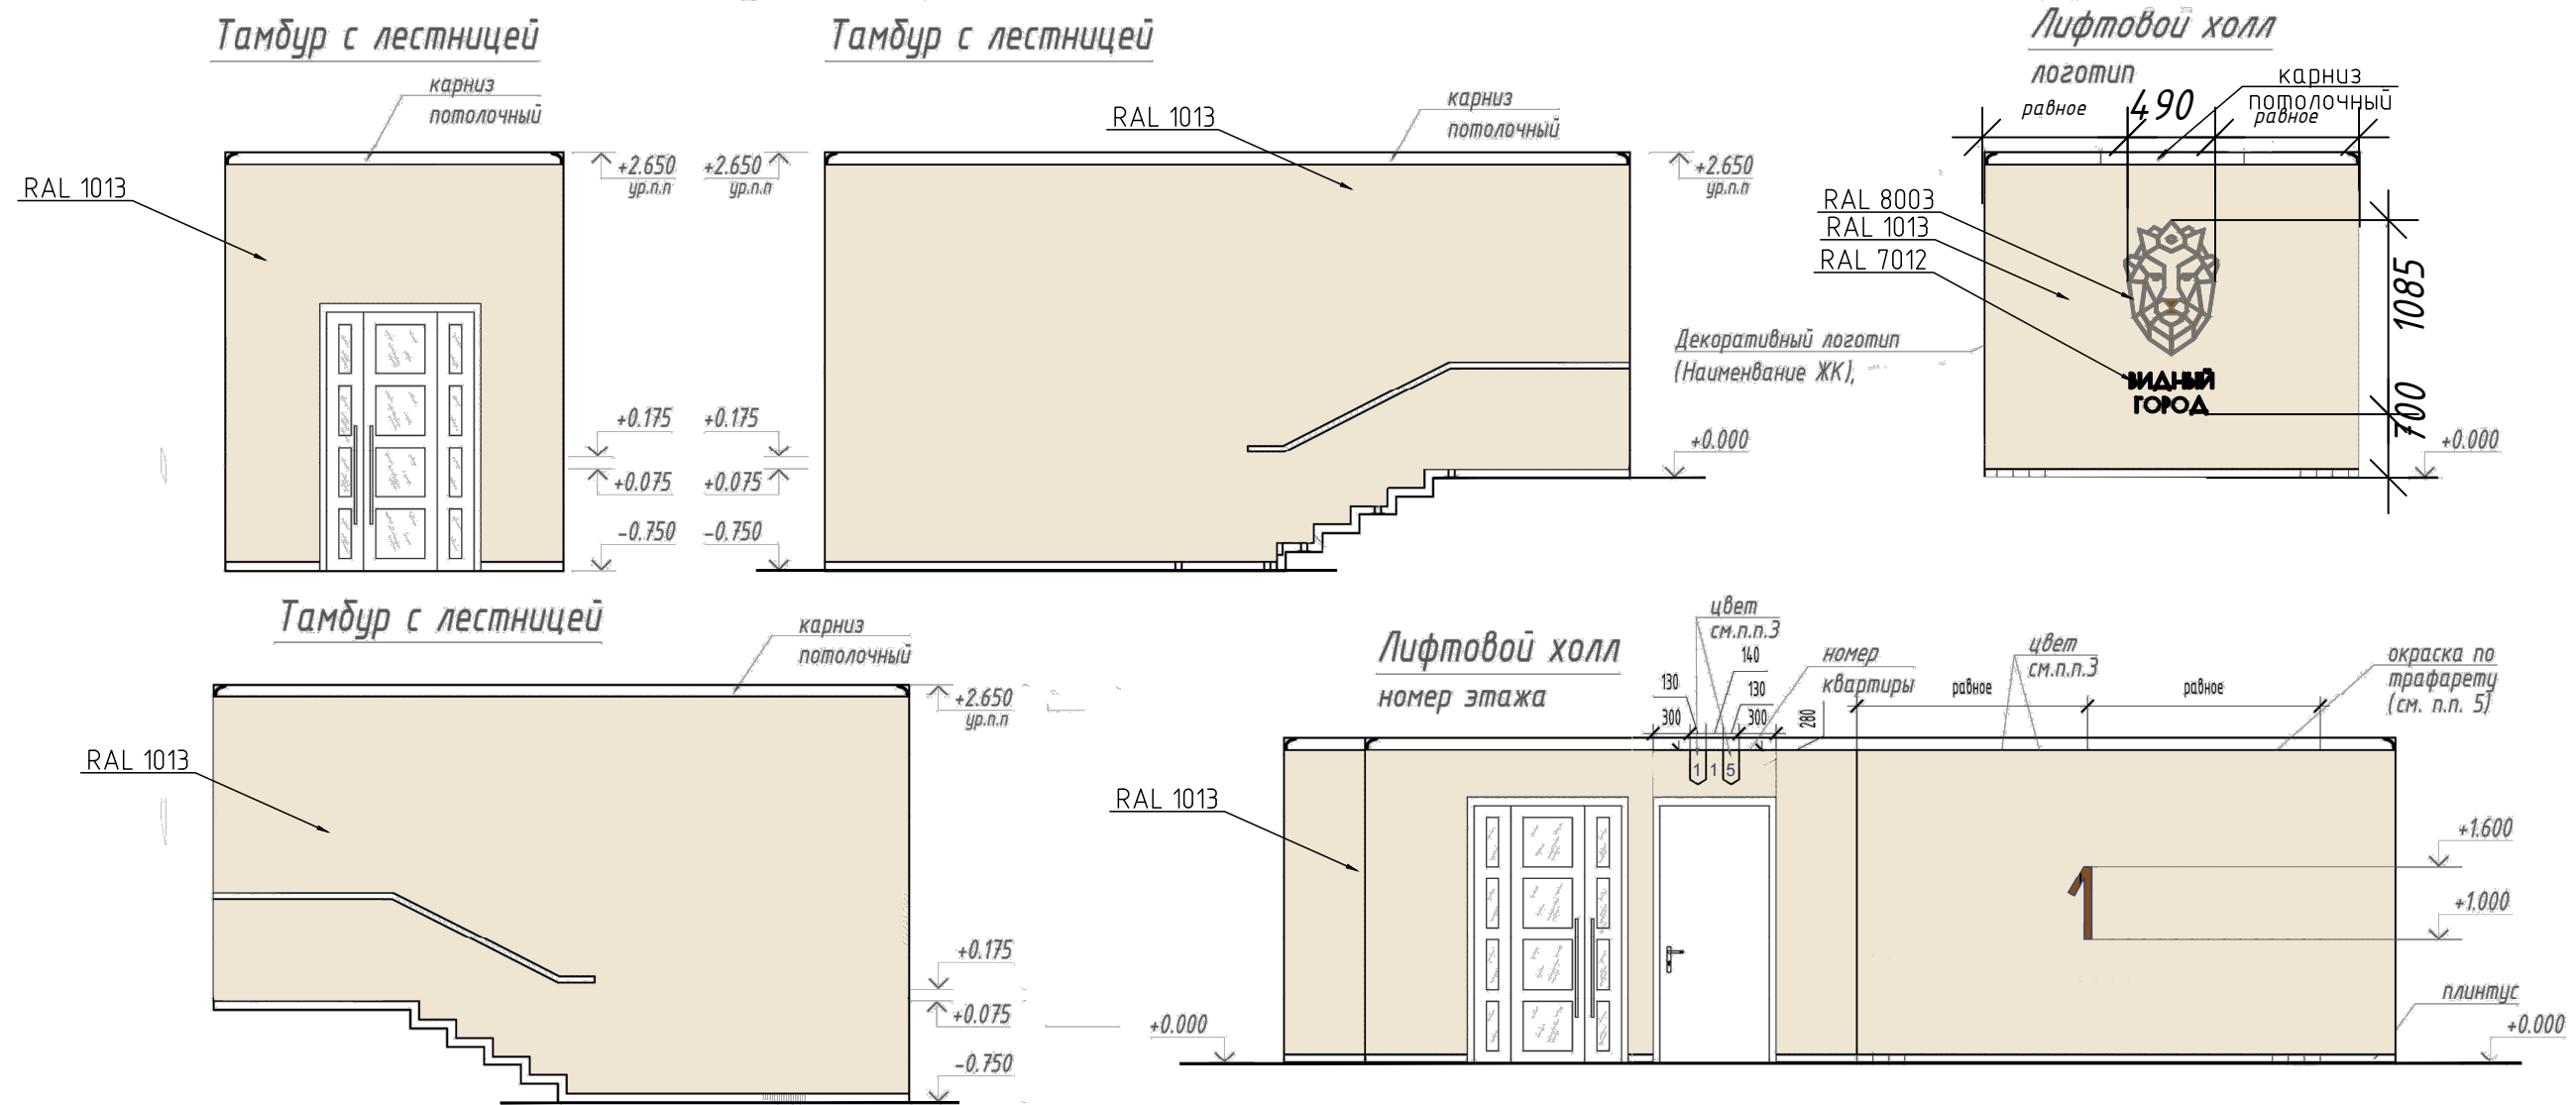 Тамбур с лестницей
карниз
потолочный
RAL 1013
+2.650
ур.п.п
+0.175
+0.075
-0.750
Тамбур с лестницей
карниз
потолочный
RAL 1013
+2.650
ур.п.п
+0.175
+0.075
-0.750
+2.650
ур.п.п
+0.000
Лифтовой холл
логотип
карниз
потолочный
равное
490
равное
RAL 8003
RAL 1013
RAL 7012
Декоративный логотип
(Наименвание ЖК),
ВИДНЫЙ
ГОРОД
1085
700
+0.000
Тамбур с лестницей
карниз
потолочный
RAL 1013
+2.650
ур.п.п
+0.175
+0.075
-0.750
Лифтовой холл
номер этажа
цвет
см.п.п.3
140
130
130
300
300
280
номер
квартиры
равное
цвет
см.п.п.3
равное
окраска по
трафарету
(см. п.п. 5)
RAL 1013
1 1 5
1
+1.600
+1.000
плинтус
+0.000
+0.000